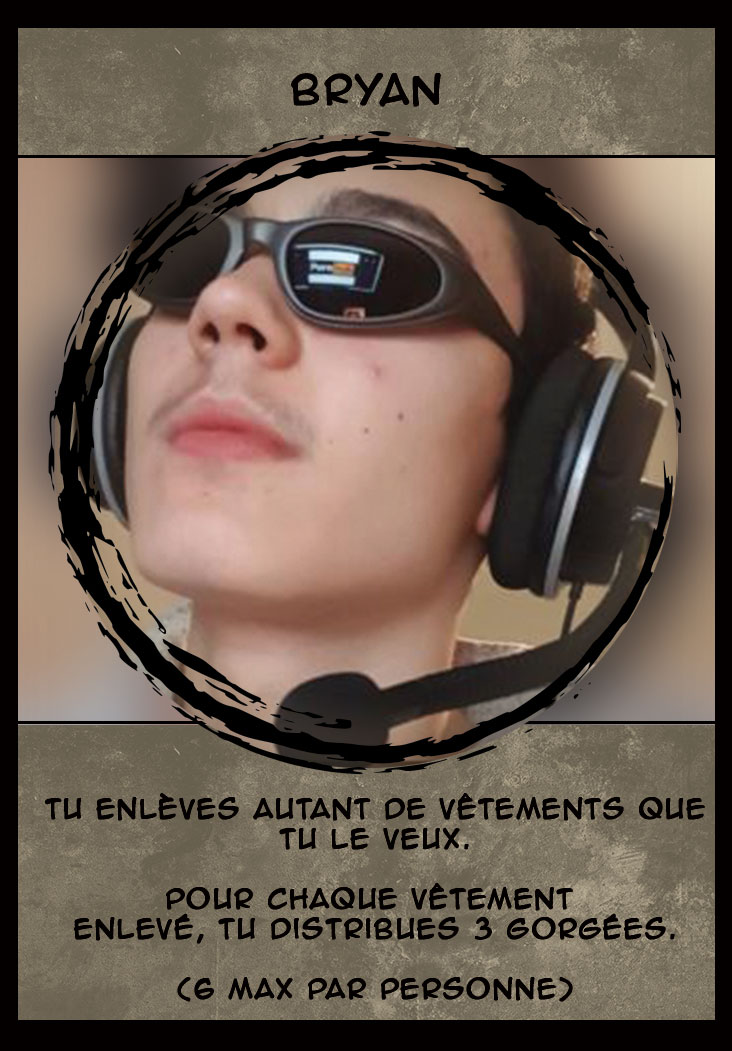 BRYAN
TU ENLÈVES AUTANT DE VÊTEMENTS QUE
TU LE VEUX.
POUR CHAQUE VÊTEMENT
ENLEVÉ, TU DISTRIBUES 3 GORGÉES.
(6 MAX PAR PERSONNE)